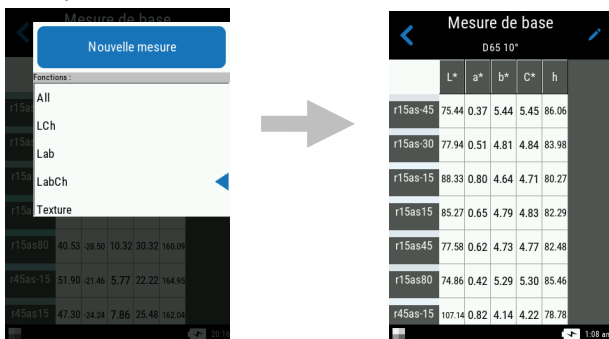 Mesure de base
Nouvelle mesure
Fonctions :
All
LCh
Lab
LabCh
Texture
r15as80 40.53 -28.50 10.32 30.32 160.09
r45as-15 51.90 -21.46 5.77 22.22 164.95
r45as15 47.30 -24.24 7.86 25.48 162.04
20:16
Mesure de base
D65 10°
L* a* b* C* h
r15as-45 75.44 0.37 5.44 5.45 86.06
r15as-30 77.94 0.51 4.81 4.84 83.98
r15as-15 88.33 0.80 4.64 4.71 80.27
r15as15 85.27 0.65 4.79 4.83 82.29
r15as45 77.58 0.62 4.73 4.77 82.48
r15as80 74.86 0.42 5.29 5.30 85.46
r45as-15 107.14 0.82 4.14 4.22 78.78
1:08 am